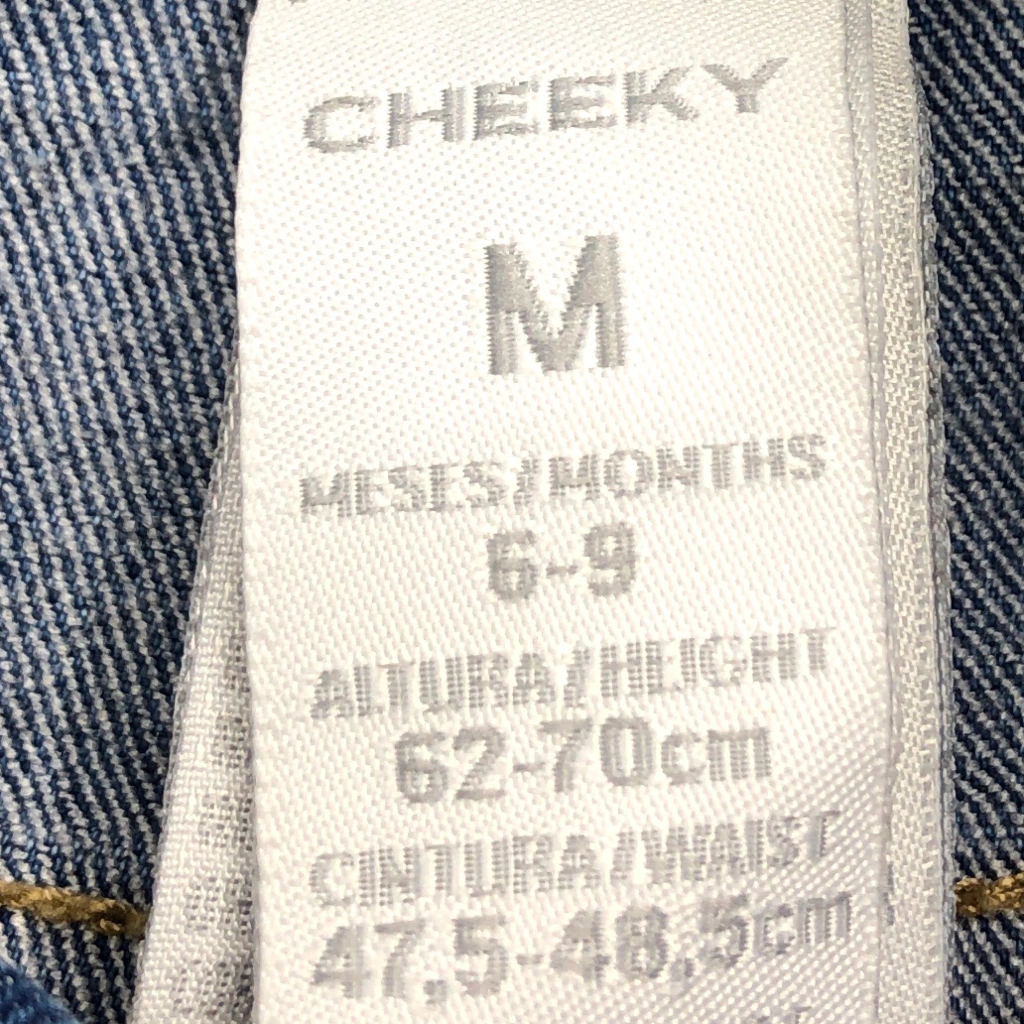 CHEEKY
M
MESES/MONTHS
6-9
ALTURA/HEIGHT
62-70cm
CINTURA/WAIST
47,5-48,5cm